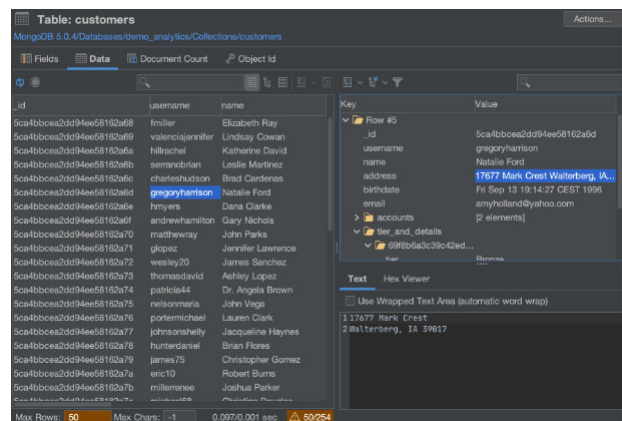 Table: customers
Actions...
MongoDB 5.0.4/Databases/demo_analytics/Collections/customers
Fields Data Document Count Object Id
_id username name
5ca4bbcea2dd94ee58162a68 fmiller Elizabeth Ray
5ca4bbcea2dd94ee58162a69 valenciajennifer Lindsay Cowan
5ca4bbcea2dd94ee58162a6a hillrachel Katherine David
5ca4bbcea2dd94ee58162a6b serranobrian Leslie Martinez
5ca4bbcea2dd94ee58162a6c charleshudson Brad Cardenas
5ca4bbcea2dd94ee58162a6d gregoryharrison Natalie Ford
5ca4bbcea2dd94ee58162a6e hmyers Dana Clarke
5ca4bbcea2dd94ee58162a6f andrewhamilton Gary Nichols
5ca4bbcea2dd94ee58162a70 matthewray John Parks
5ca4bbcea2dd94ee58162a71 glopez Jennifer Lawrence
5ca4bbcea2dd94ee58162a72 wesley20 James Sanchez
5ca4bbcea2dd94ee58162a73 thomasdavid Ashley Lopez
5ca4bbcea2dd94ee58162a74 patricia44 Dr. Angela Brown
5ca4bbcea2dd94ee58162a75 nelsonmaria John Vega
5ca4bbcea2dd94ee58162a76 portermichael Lauren Clark
5ca4bbcea2dd94ee58162a77 johnsonshelly Jacqueline Haynes
5ca4bbcea2dd94ee58162a78 hunterdaniel Brian Flores
5ca4bbcea2dd94ee58162a79 james75 Christopher Gomez
5ca4bbcea2dd94ee58162a7a eric10 Robert Burns
5ca4bbcea2dd94ee58162a7b millerrenee Joshua Parker
Max Rows: 50 Max Chars: -1 0.097/0.001 sec 50/254
Key Value
Row #5
_id 5ca4bbcea2dd94ee58162a6d
username gregoryharrison
name Natalie Ford
address 17677 Mark Crest Walterberg, IA...
birthdate Fri Sep 13 19:14:27 CEST 1996
email amyholland@yahoo.com
accounts [2 elements]
tier_and_details
69f8b6a3c39c42ed...
tier Bronze
Text Hex Viewer
Use Wrapped Text Area (automatic word wrap)
1 17677 Mark Crest
2 Walterberg, IA 39017